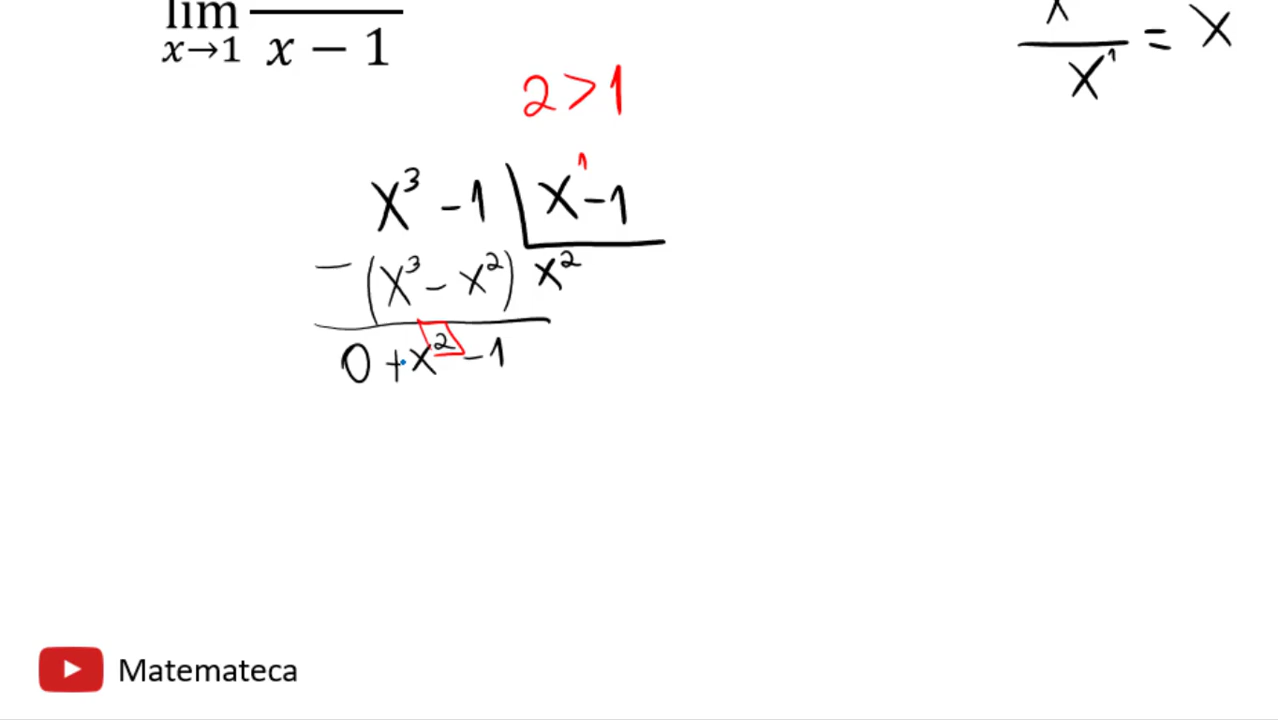 lim
x→1 x − 1
x
x¹ = x
2 > 1
x³ - 1 x¹ - 1
- (x³ - x²) x²
0 + x² - 1
Matemateca